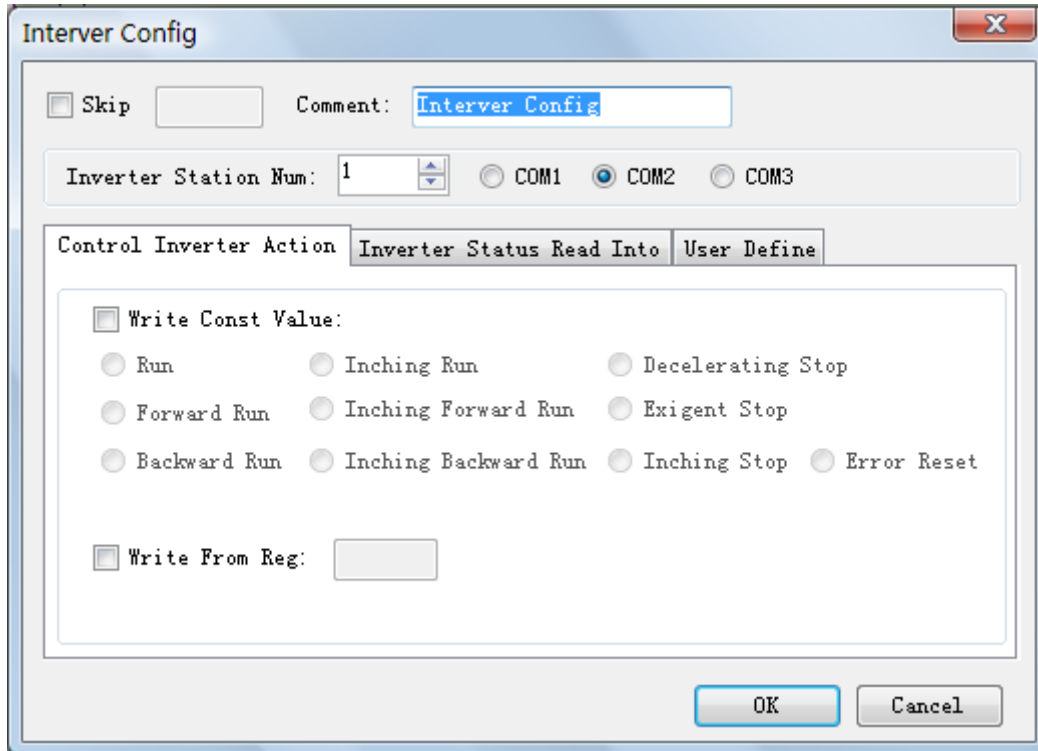 Interver Config
Skip Comment: Interver Config
Inverter Station Num: 1 COM1 COM2 COM3
Control Inverter Action Inverter Status Read Into User Define
Write Const Value:
Run Inching Run Decelerating Stop
Forward Run Inching Forward Run Exigent Stop
Backward Run Inching Backward Run Inching Stop Error Reset
Write From Reg:
OK Cancel